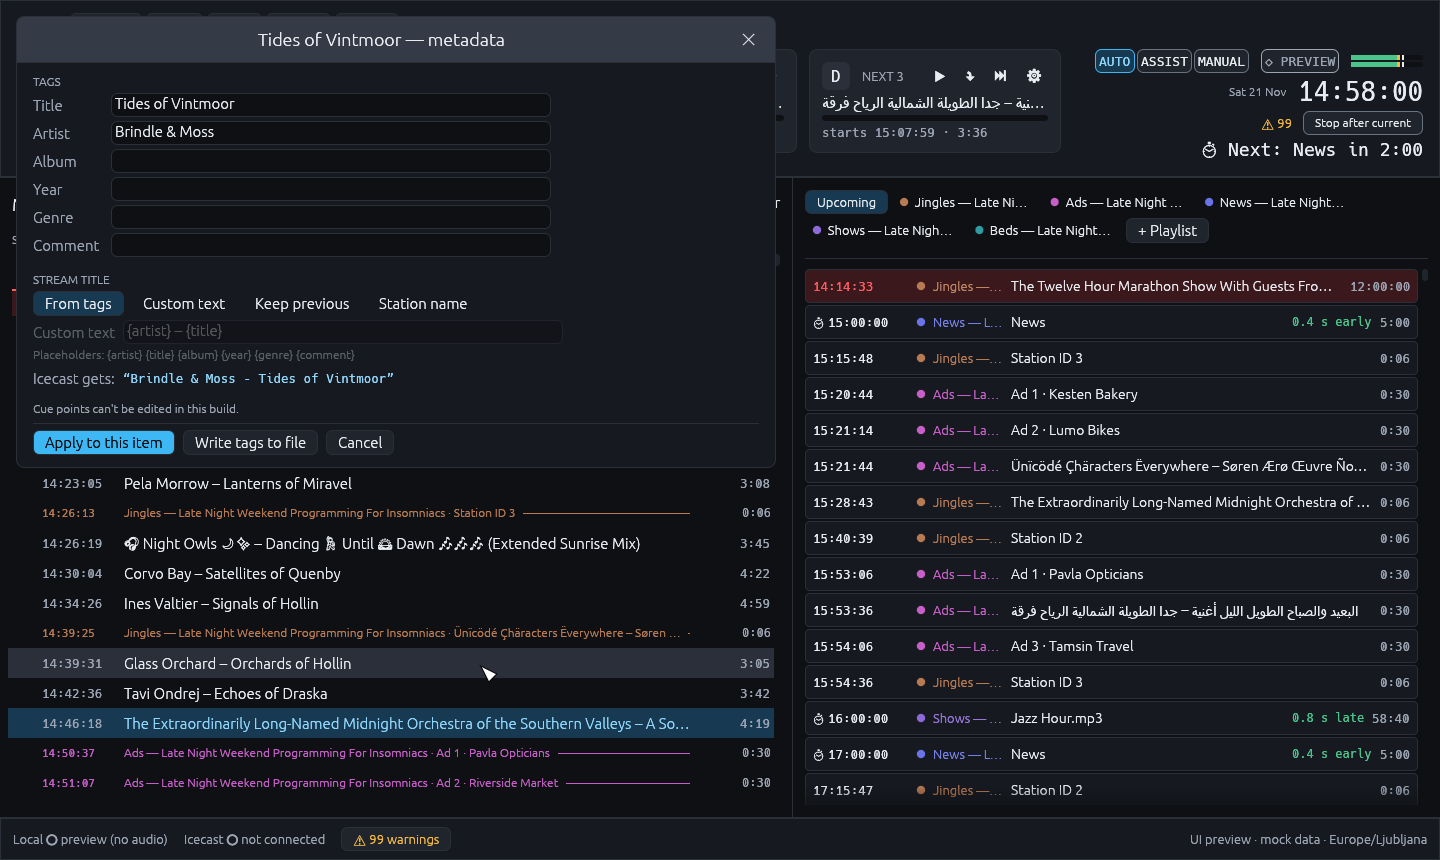 Tides of Vintmoor — metadata
TAGS
Title Tides of Vintmoor
Artist Brindle & Moss
Album
Year
Genre
Comment
STREAM TITLE
From tags Custom text Keep previous Station name
Custom text {artist} – {title}
Placeholders: {artist} {title} {album} {year} {genre} {comment}
Icecast gets: “Brindle & Moss - Tides of Vintmoor”
Cue points can't be edited in this build.
Apply to this item Write tags to file Cancel
D NEXT 3
…نية – جدا الطويلة الشمالية الرياح فرقة
starts 15:07:59 · 3:36
AUTO ASSIST MANUAL ◇ PREVIEW
Sat 21 Nov 14:58:00
⚠ 99 Stop after current
Next: News in 2:00
14:23:05 Pela Morrow – Lanterns of Miravel 3:08
14:26:13 Jingles — Late Night Weekend Programming For Insomniacs · Station ID 3 0:06
14:26:19 🎧 Night Owls 🌙✨ – Dancing 💃 Until 🌅 Dawn 🎶🎶🎶 (Extended Sunrise Mix) 3:45
14:30:04 Corvo Bay – Satellites of Quenby 4:22
14:34:26 Ines Valtier – Signals of Hollin 4:59
14:39:25 Jingles — Late Night Weekend Programming For Insomniacs · Ünïcödé Çhäracters Ëverywhere – Søren … 0:06
14:39:31 Glass Orchard – Orchards of Hollin 3:05
14:42:36 Tavi Ondrej – Echoes of Draska 3:42
14:46:18 The Extraordinarily Long-Named Midnight Orchestra of the Southern Valleys – A So… 4:19
14:50:37 Ads — Late Night Weekend Programming For Insomniacs · Ad 1 · Pavla Opticians 0:30
14:51:07 Ads — Late Night Weekend Programming For Insomniacs · Ad 2 · Riverside Market 0:30
Upcoming Jingles — Late Ni… Ads — Late Night … News — Late Night…
Shows — Late Nigh… Beds — Late Night… + Playlist
14:14:33 Jingles —… The Twelve Hour Marathon Show With Guests Fro… 12:00:00
15:00:00 News — L… News 0.4 s early 5:00
15:15:48 Jingles —… Station ID 3 0:06
15:20:44 Ads — La… Ad 1 · Kesten Bakery 0:30
15:21:14 Ads — La… Ad 2 · Lumo Bikes 0:30
15:21:44 Ads — La… Ünïcödé Çhäracters Ëverywhere – Søren Ærø Œuvre Ño… 0:30
15:28:43 Jingles —… The Extraordinarily Long-Named Midnight Orchestra of … 0:06
15:40:39 Jingles —… Station ID 2 0:06
15:53:06 Ads — La… Ad 1 · Pavla Opticians 0:30
15:53:36 Ads — La… البعيد والصباح الطويل الليل أغنية – جدا الطويلة الشمالية الرياح فرقة 0:30
15:54:06 Ads — La… Ad 3 · Tamsin Travel 0:30
15:54:36 Jingles —… Station ID 3 0:06
16:00:00 Shows — … Jazz Hour.mp3 0.8 s late 58:40
17:00:00 News — L… News 0.4 s early 5:00
17:15:47 Jingles —… Station ID 2 0:06
Local preview (no audio) Icecast not connected ⚠ 99 warnings
UI preview · mock data · Europe/Ljubljana